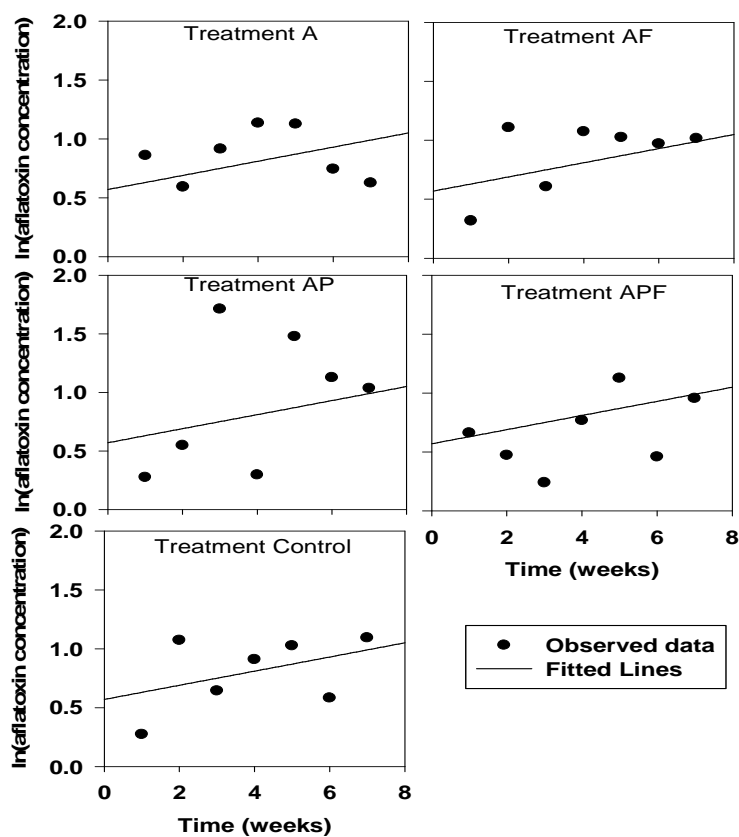 Treatment A
2.0
1.5
1.0
0.5
0.0
ln(aflatoxin concentration)
Treatment AF
Treatment AP
2.0
1.5
1.0
0.5
0.0
ln(aflatoxin concentration)
Treatment APF
0 2 4 6 8
Time (weeks)
Treatment Control
2.0
1.5
1.0
0.5
0.0
ln(aflatoxin concentration)
0 2 4 6 8
Time (weeks)
Observed data
Fitted Lines